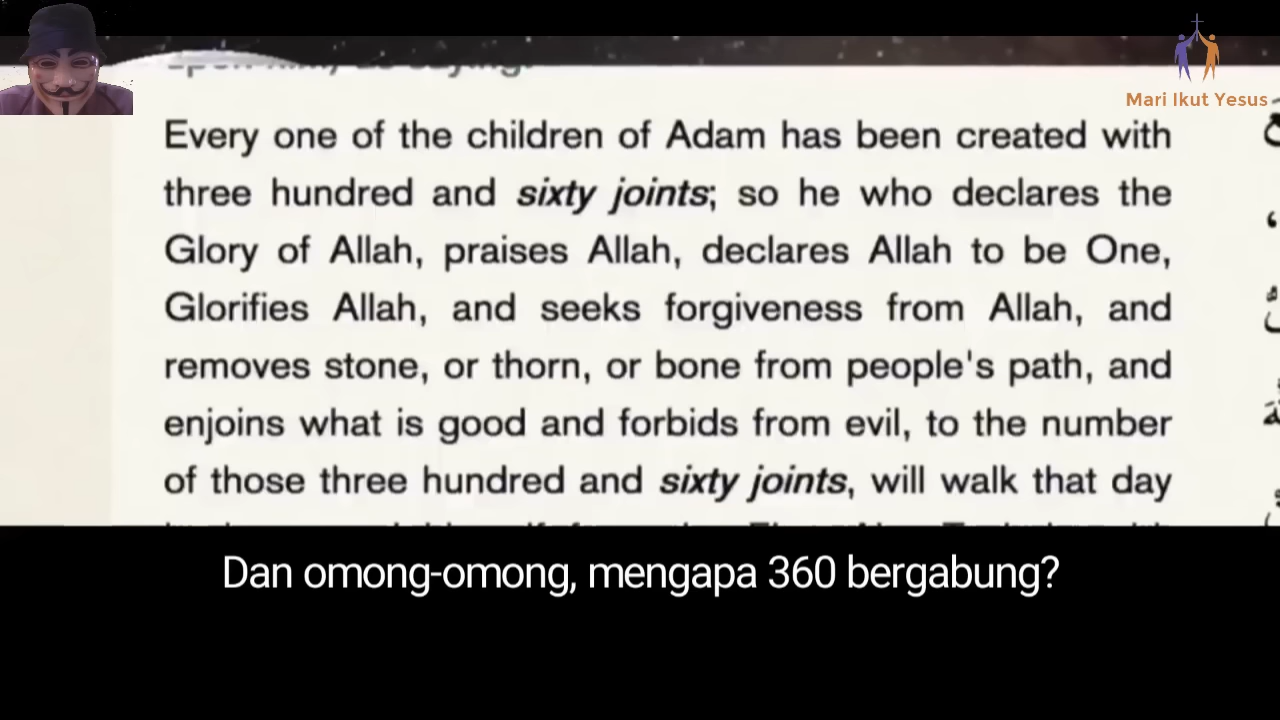 Mari Ikut Yesus
Every one of the children of Adam has been created with
three hundred and sixty joints; so he who declares the
Glory of Allah, praises Allah, declares Allah to be One,
Glorifies Allah, and seeks forgiveness from Allah, and
removes stone, or thorn, or bone from people's path, and
enjoins what is good and forbids from evil, to the number
of those three hundred and sixty joints, will walk that day
Dan omong-omong, mengapa 360 bergabung?